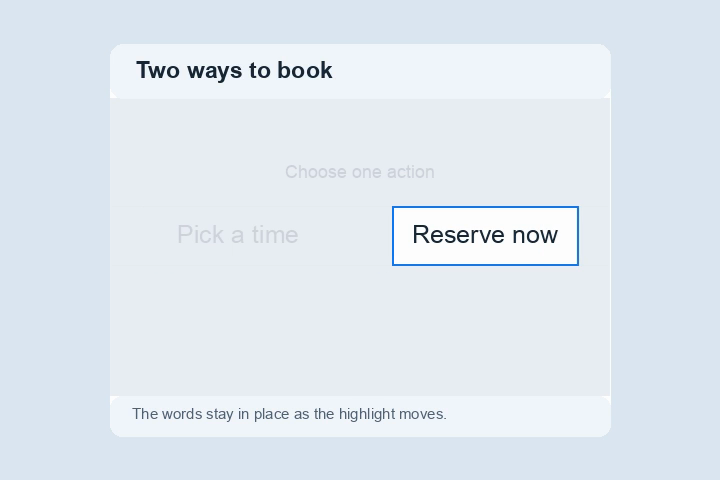 Two ways to book
Choose one action
Pick a time
Reserve now
The words stay in place as the highlight moves.